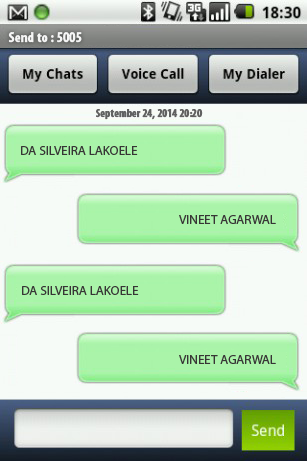 3G
18:30
Send to : 5005
My Chats Voice Call My Dialer
September 24, 2014 20:20
DA SILVEIRA LAKOELE
VINEET AGARWAL
DA SILVEIRA LAKOELE
VINEET AGARWAL
Send